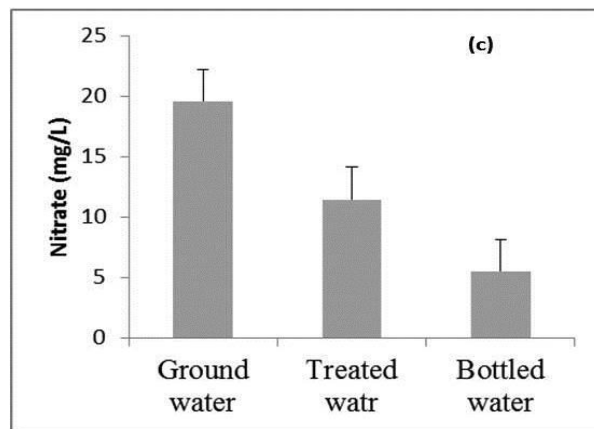 (c)
Nitrate (mg/L)
25
20
15
10
5
0
Ground water
Treated watr
Bottled water